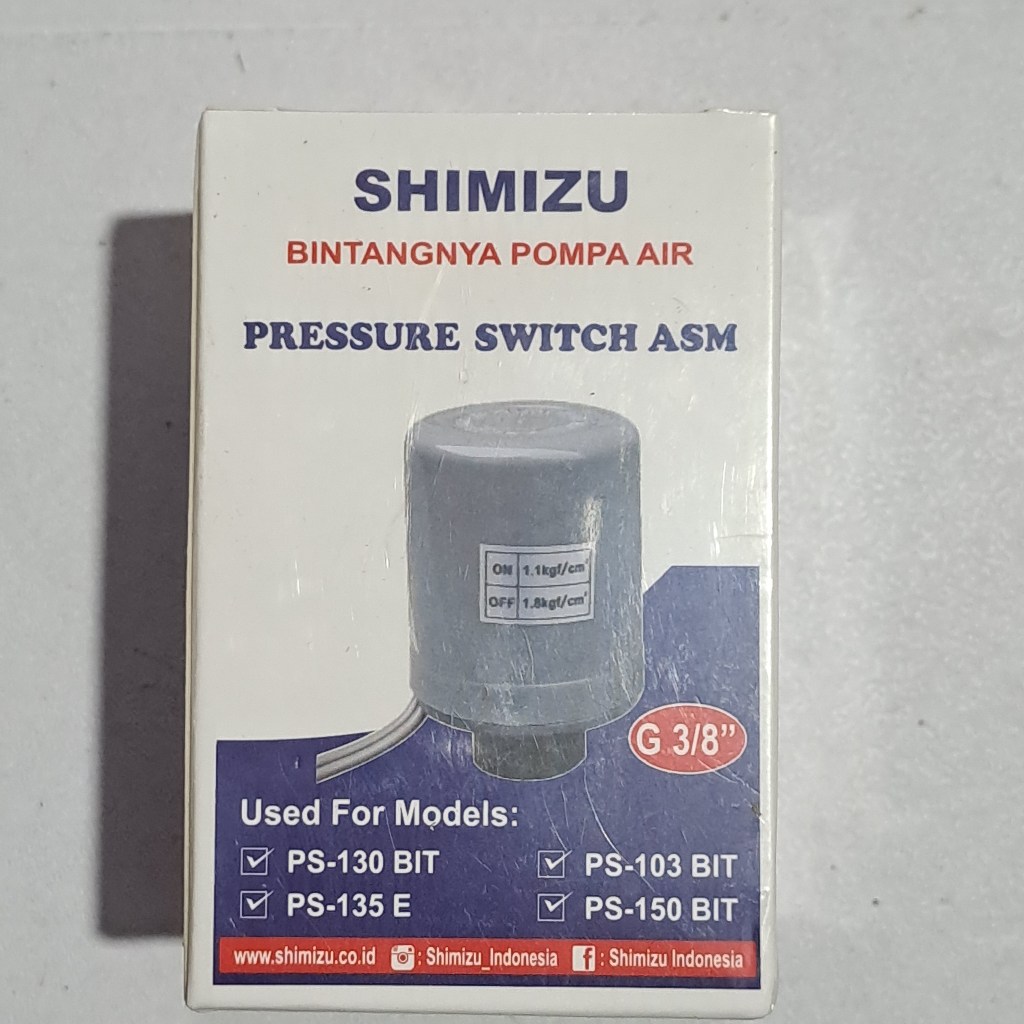 SHIMIZU
BINTANGNYA POMPA AIR
PRESSURE SWITCH ASM
ON 1.1kgf/cm²
OFF 1.8kgf/cm²
G 3/8”
Used For Models:
PS-130 BIT PS-103 BIT
PS-135 E PS-150 BIT
www.shimizu.co.id : Shimizu_Indonesia : Shimizu Indonesia